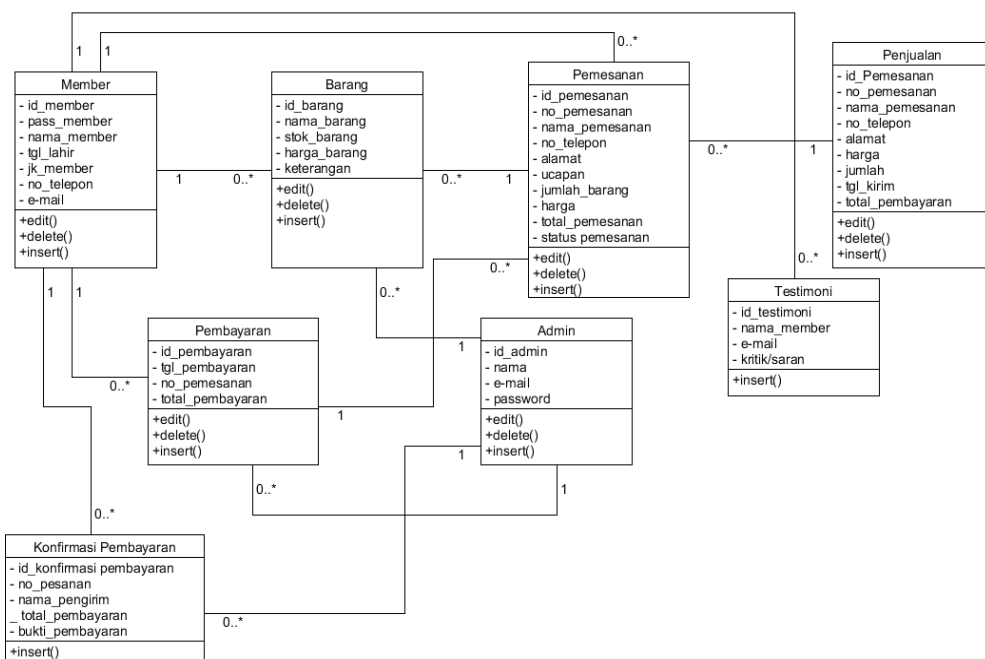 1
1
0..*
Member
- id_member
- pass_member
- nama_member
- tgl_lahir
- jk_member
- no_telepon
- e-mail
+edit()
+delete()
+insert()
1
0..*
Barang
- id_barang
- nama_barang
- stok_barang
- harga_barang
- keterangan
+edit()
+delete()
+insert()
0..*
1
Pemesanan
- id_pemesanan
- no_pemesanan
- nama_pemesanan
- no_telepon
- alamat
- ucapan
- jumlah_barang
- harga
- total_pemesanan
- status pemesanan
+edit()
+delete()
+insert()
0..*
1
Penjualan
- id_Pemesanan
- no_pemesanan
- nama_pemesanan
- no_telepon
- alamat
- harga
- jumlah
- tgl_kirim
- total_pembayaran
+edit()
+delete()
+insert()
1
1
0..*
0..*
0..*
Testimoni
- id_testimoni
- nama_member
- e-mail
- kritik/saran
+insert()
Pembayaran
- id_pembayaran
- tgl_pembayaran
- no_pemesanan
- total_pembayaran
+edit()
+delete()
+insert()
0..*
1
1
Admin
- id_admin
- nama
- e-mail
- password
+edit()
+delete()
+insert()
1
0..*
1
0..*
Konfirmasi Pembayaran
- id_konfirmasi pembayaran
- no_pesanan
- nama_pengirim
_ total_pembayaran
- bukti_pembayaran
+insert()
0..*